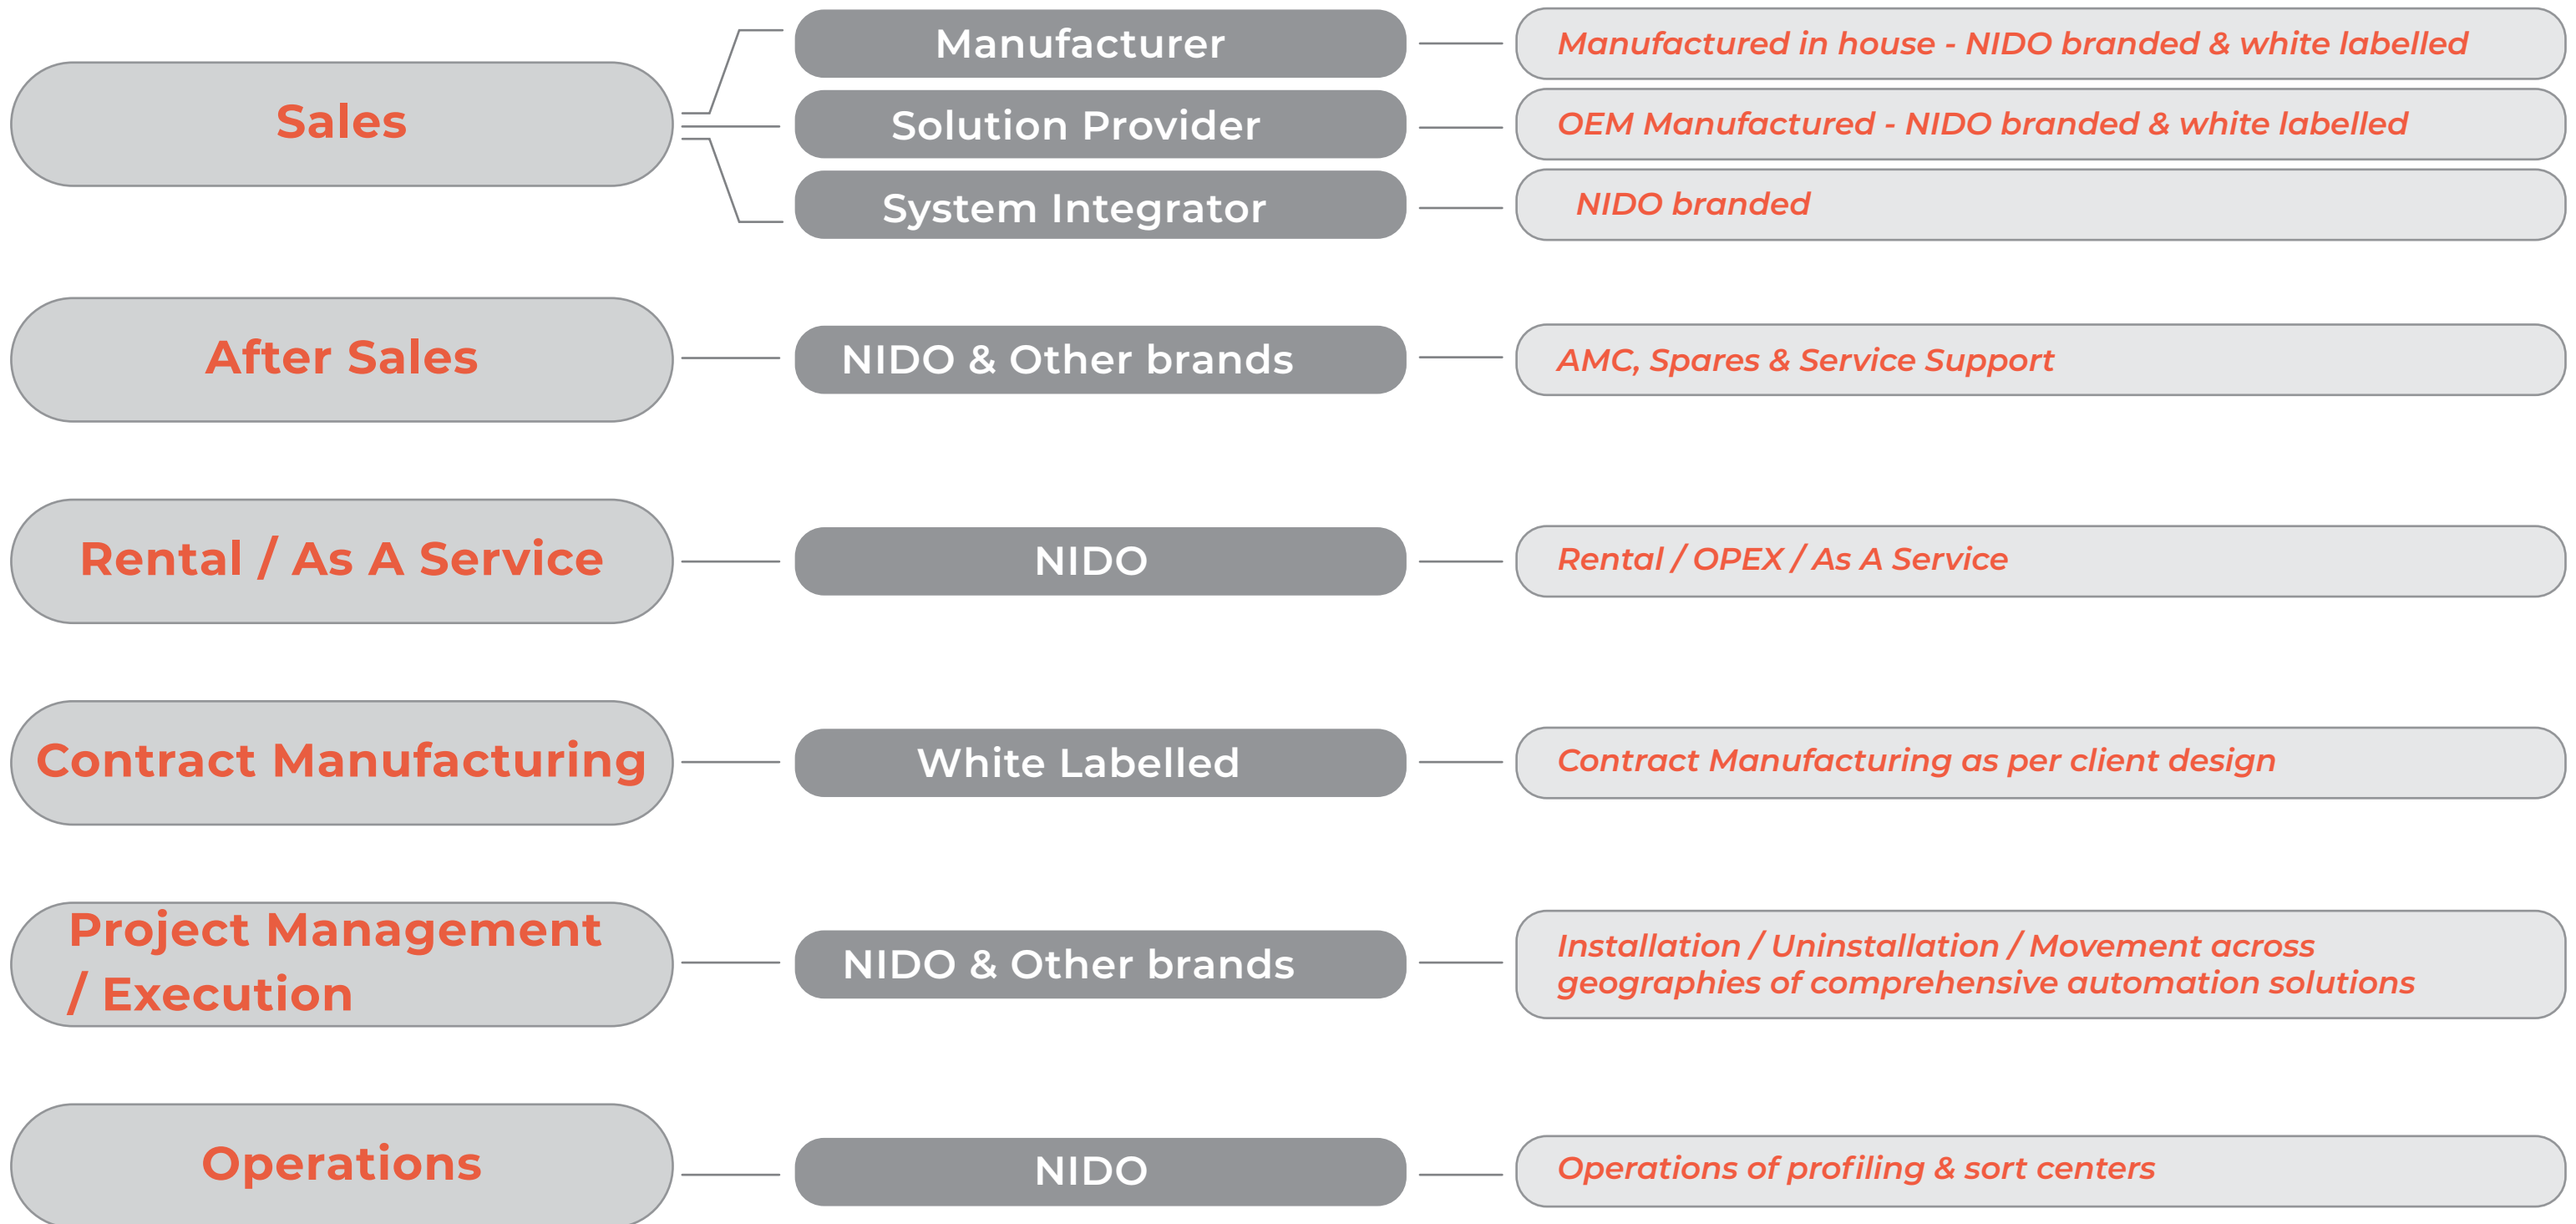 Sales
Manufacturer
Manufactured in house - NIDO branded & white labelled
Solution Provider
OEM Manufactured - NIDO branded & white labelled
System Integrator
NIDO branded
After Sales
NIDO & Other brands
AMC, Spares & Service Support
Rental / As A Service
NIDO
Rental / OPEX / As A Service
Contract Manufacturing
White Labelled
Contract Manufacturing as per client design
Project Management
/ Execution
NIDO & Other brands
Installation / Uninstallation / Movement across
geographies of comprehensive automation solutions
Operations
NIDO
Operations of profiling & sort centers